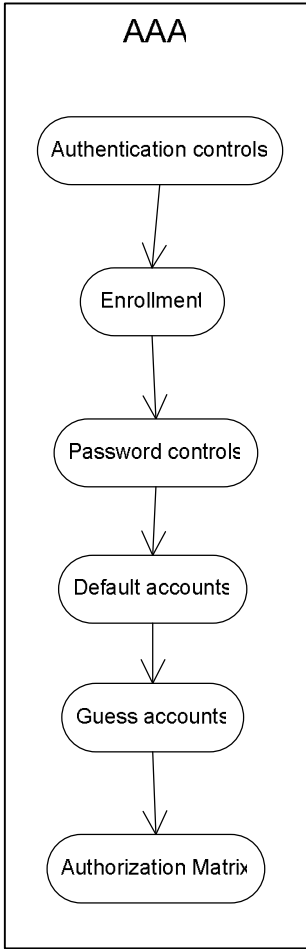 AAA
Authentication controls
Enrollment
Password controls
Default accounts
Guess accounts
Authorization Matrix